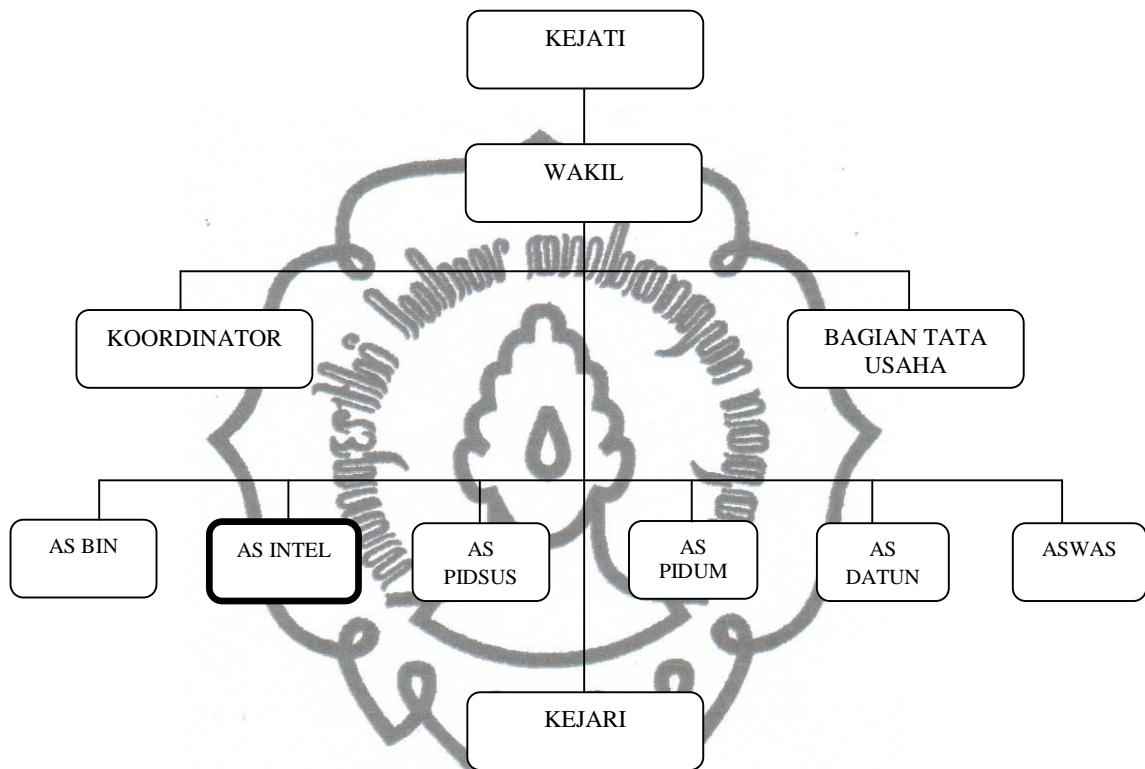 KEJATI
WAKIL
KOORDINATOR
BAGIAN TATA
USAHA
AS BIN
AS INTEL
AS
PIDSUS
AS
PIDUM
AS
DATUN
ASWAS
KEJARI